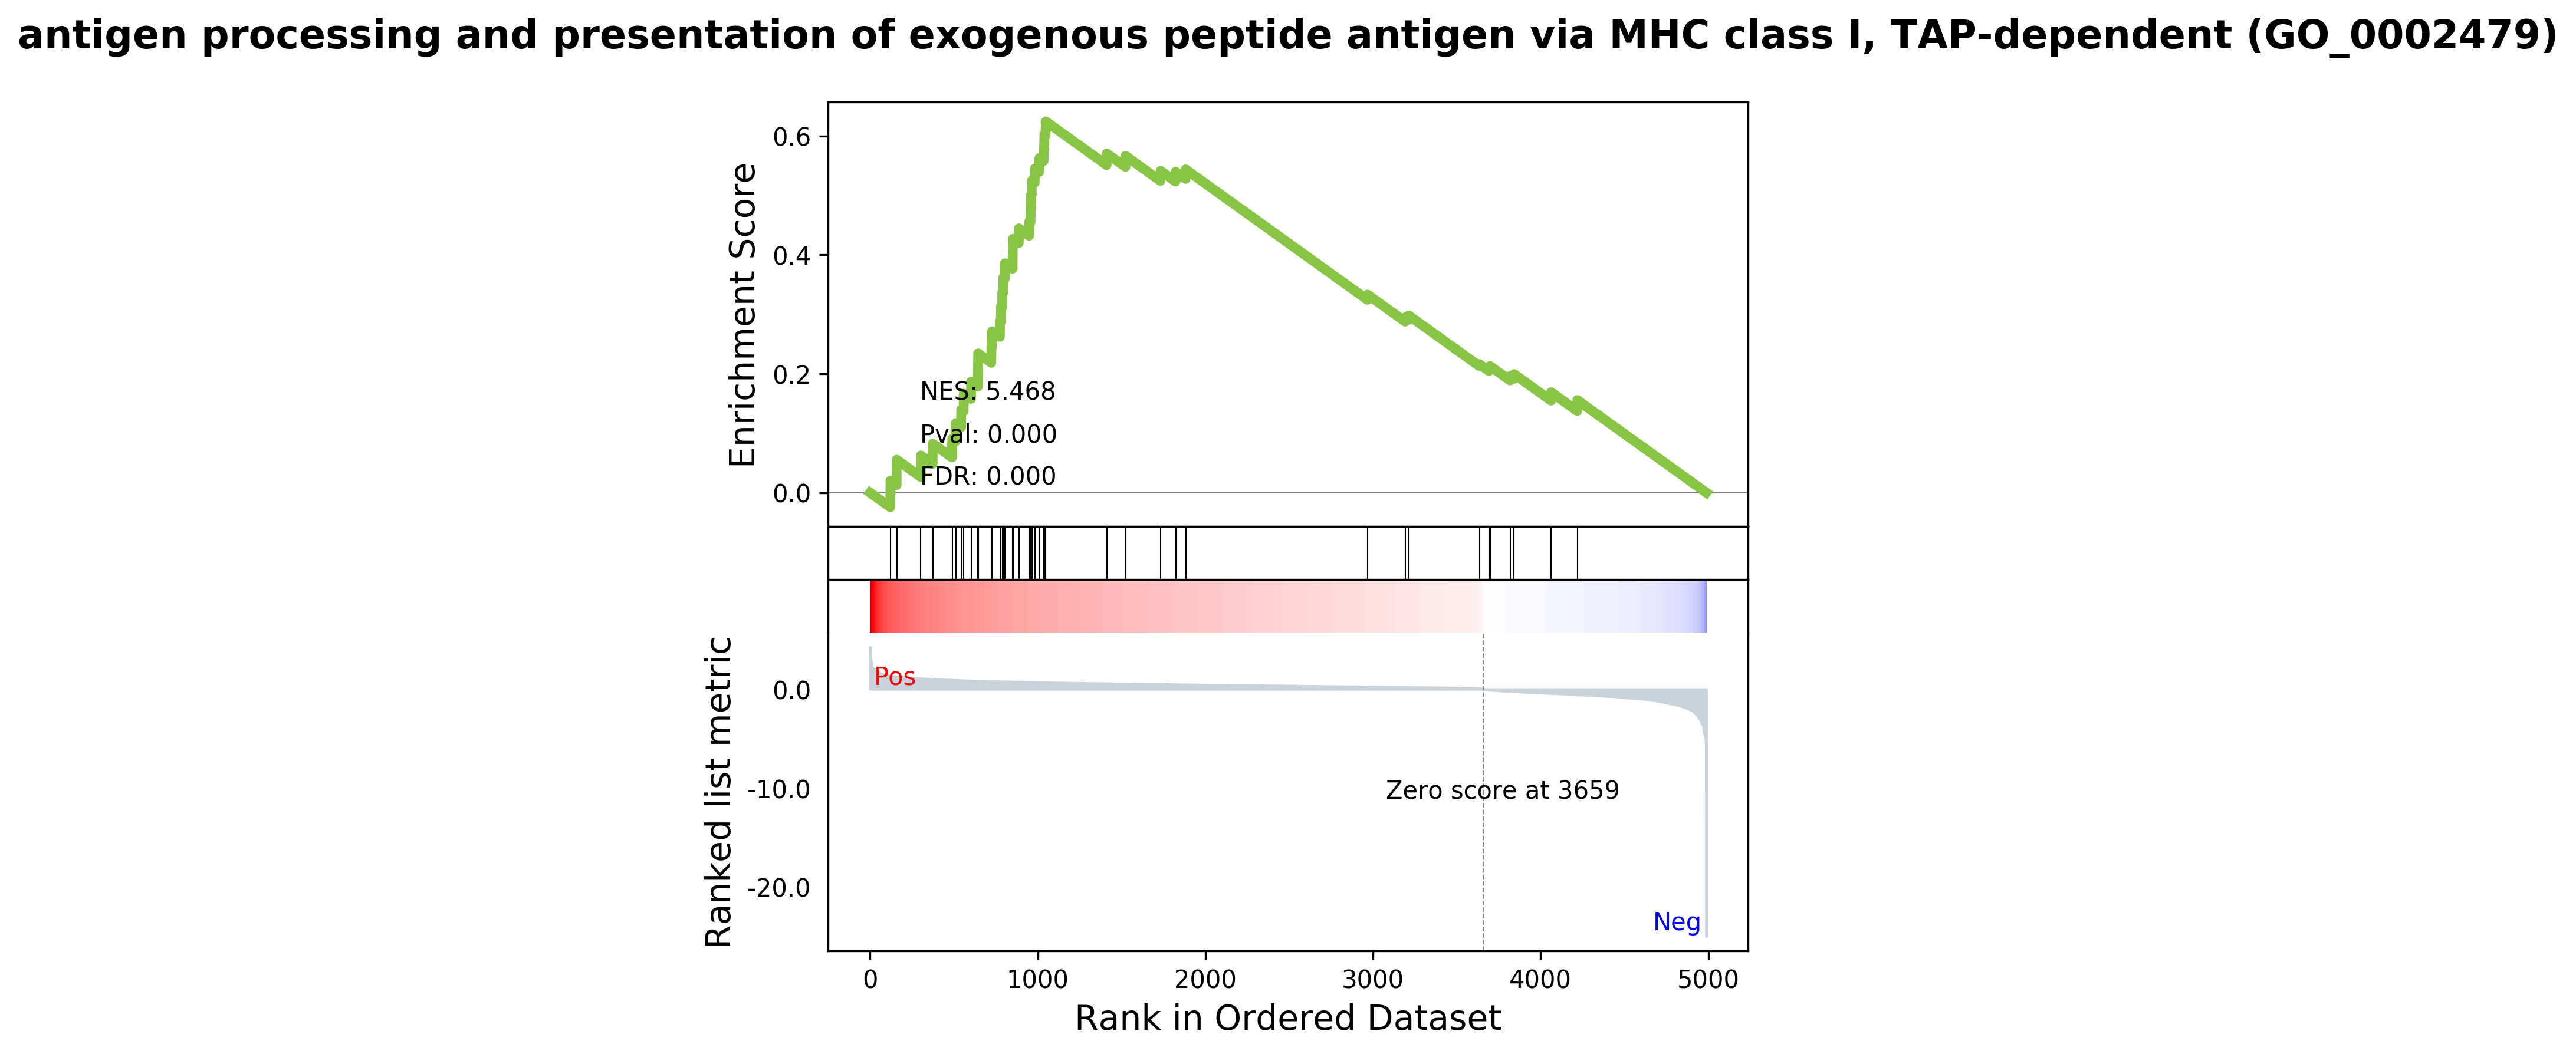 antigen processing and presentation of exogenous peptide antigen via MHC class I, TAP-dependent (GO_0002479)
Enrichment Score
0.6
0.4
0.2
0.0
NES: 5.468
Pval: 0.000
FDR: 0.000
Ranked list metric
0.0
-10.0
-20.0
Pos
Zero score at 3659
Neg
0 1000 2000 3000 4000 5000
Rank in Ordered Dataset